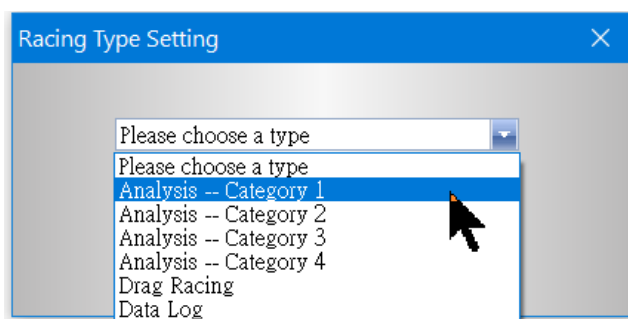 Racing Type Setting
Please choose a type
Please choose a type
Analysis -- Category 1
Analysis -- Category 2
Analysis -- Category 3
Analysis -- Category 4
Drag Racing
Data Log